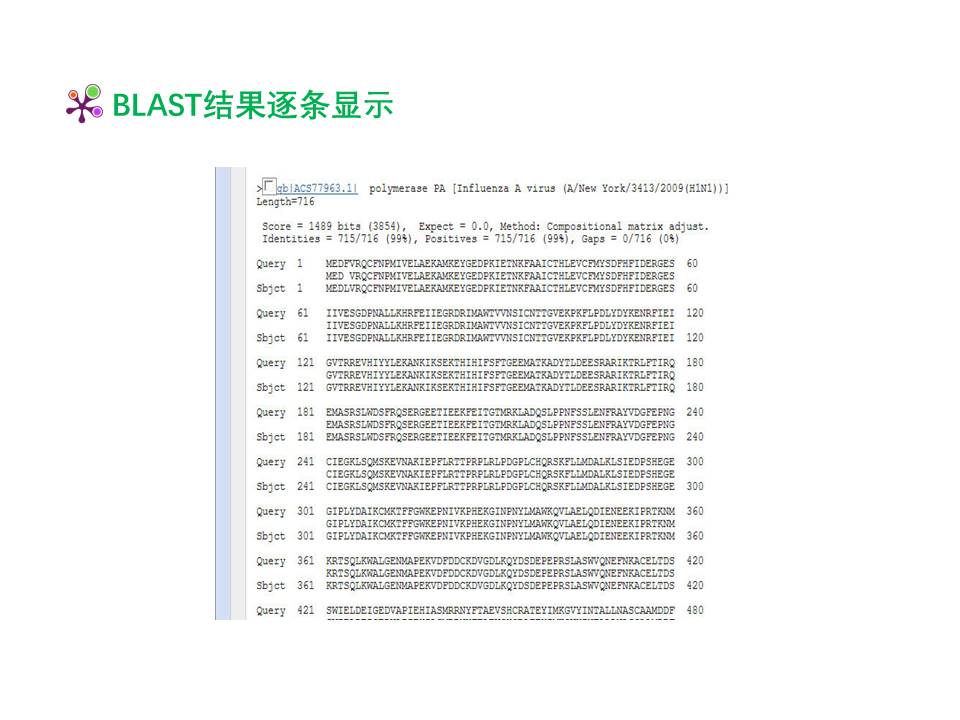 BLAST结果逐条显示
>gb|ACS77963.1| polymerase PA [Influenza A virus (A/New York/3413/2009(H1N1))]
Length=716
Score = 1489 bits (3854), Expect = 0.0, Method: Compositional matrix adjust.
Identities = 715/716 (99%), Positives = 715/716 (99%), Gaps = 0/716 (0%)
Query 1 MEDFVRQCFNPMIVELAEKAMKEYGEDPKIETNKFAAICTHLEVCFMYSDFHFIDERGES 60
MED VRQCFNPMIVELAEKAMKEYGEDPKIETNKFAAICTHLEVCFMYSDFHFIDERGES
Sbjct 1 MEDLVRQCFNPMIVELAEKAMKEYGEDPKIETNKFAAICTHLEVCFMYSDFHFIDERGES 60
Query 61 IIVESGDPNALLKHRFEIIEGRDRIMAWTVVNSICNTTGVEKPKFLPDLYDYKENRFIEI 120
IIVESGDPNALLKHRFEIIEGRDRIMAWTVVNSICNTTGVEKPKFLPDLYDYKENRFIEI
Sbjct 61 IIVESGDPNALLKHRFEIIEGRDRIMAWTVVNSICNTTGVEKPKFLPDLYDYKENRFIEI 120
Query 121 GVTRREVHIYYLEKANKIKSEKTHIHIFSFTGEEMATKADYTLDEESRARIKTRLFTIRQ 180
GVTRREVHIYYLEKANKIKSEKTHIHIFSFTGEEMATKADYTLDEESRARIKTRLFTIRQ
Sbjct 121 GVTRREVHIYYLEKANKIKSEKTHIHIFSFTGEEMATKADYTLDEESRARIKTRLFTIRQ 180
Query 181 EMASRSLWDSFRQSERGEETIEEKFEITGTMRKLADQSLPPNFSSLENFRAYVDGFEPNG 240
EMASRSLWDSFRQSERGEETIEEKFEITGTMRKLADQSLPPNFSSLENFRAYVDGFEPNG
Sbjct 181 EMASRSLWDSFRQSERGEETIEEKFEITGTMRKLADQSLPPNFSSLENFRAYVDGFEPNG 240
Query 241 CIEGKLSQMSKEVNAKIEPFLRTTPRPLRLPDGPLCHQRSKFLLMDALKLSIEDPSHEGE 300
CIEGKLSQMSKEVNAKIEPFLRTTPRPLRLPDGPLCHQRSKFLLMDALKLSIEDPSHEGE
Sbjct 241 CIEGKLSQMSKEVNAKIEPFLRTTPRPLRLPDGPLCHQRSKFLLMDALKLSIEDPSHEGE 300
Query 301 GIPLYDAIKCMKTFFGWKEPNIVKPHEKGINPNYLMAWKQVLAELQDIENEEKIPRTKNM 360
GIPLYDAIKCMKTFFGWKEPNIVKPHEKGINPNYLMAWKQVLAELQDIENEEKIPRTKNM
Sbjct 301 GIPLYDAIKCMKTFFGWKEPNIVKPHEKGINPNYLMAWKQVLAELQDIENEEKIPRTKNM 360
Query 361 KRTSQLKWALGENMAPEKVDFDDCKDVGDLKQYDSDEPEPRSLASWVQNEFNKACELTDS 420
KRTSQLKWALGENMAPEKVDFDDCKDVGDLKQYDSDEPEPRSLASWVQNEFNKACELTDS
Sbjct 361 KRTSQLKWALGENMAPEKVDFDDCKDVGDLKQYDSDEPEPRSLASWVQNEFNKACELTDS 420
Query 421 SWIELDEIGEDVAPIEHIASMRRNYFTAEVSHCRATEYIMKGVYINTALLNASCAAMDDF 480